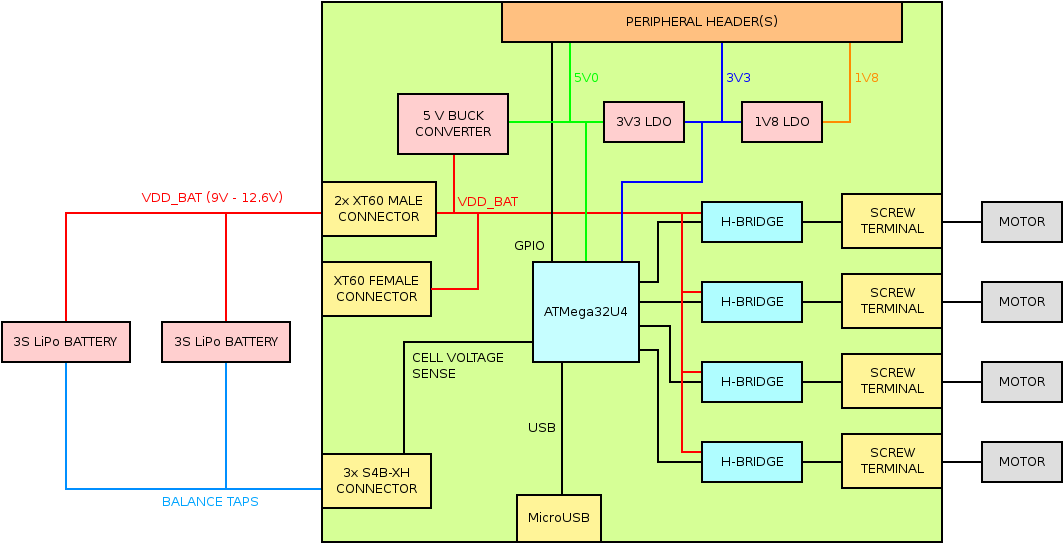 PERIPHERAL HEADER(S)
5V0
3V3
1V8
5 V BUCK
CONVERTER
3V3 LDO
1V8 LDO
VDD_BAT (9V - 12.6V)
2x XT60 MALE
CONNECTOR
VDD_BAT
H-BRIDGE
SCREW
TERMINAL
MOTOR
GPIO
XT60 FEMALE
CONNECTOR
ATMega32U4
H-BRIDGE
SCREW
TERMINAL
MOTOR
3S LiPo BATTERY
3S LiPo BATTERY
CELL VOLTAGE
SENSE
H-BRIDGE
SCREW
TERMINAL
MOTOR
USB
H-BRIDGE
SCREW
TERMINAL
MOTOR
3x S4B-XH
CONNECTOR
BALANCE TAPS
MicroUSB